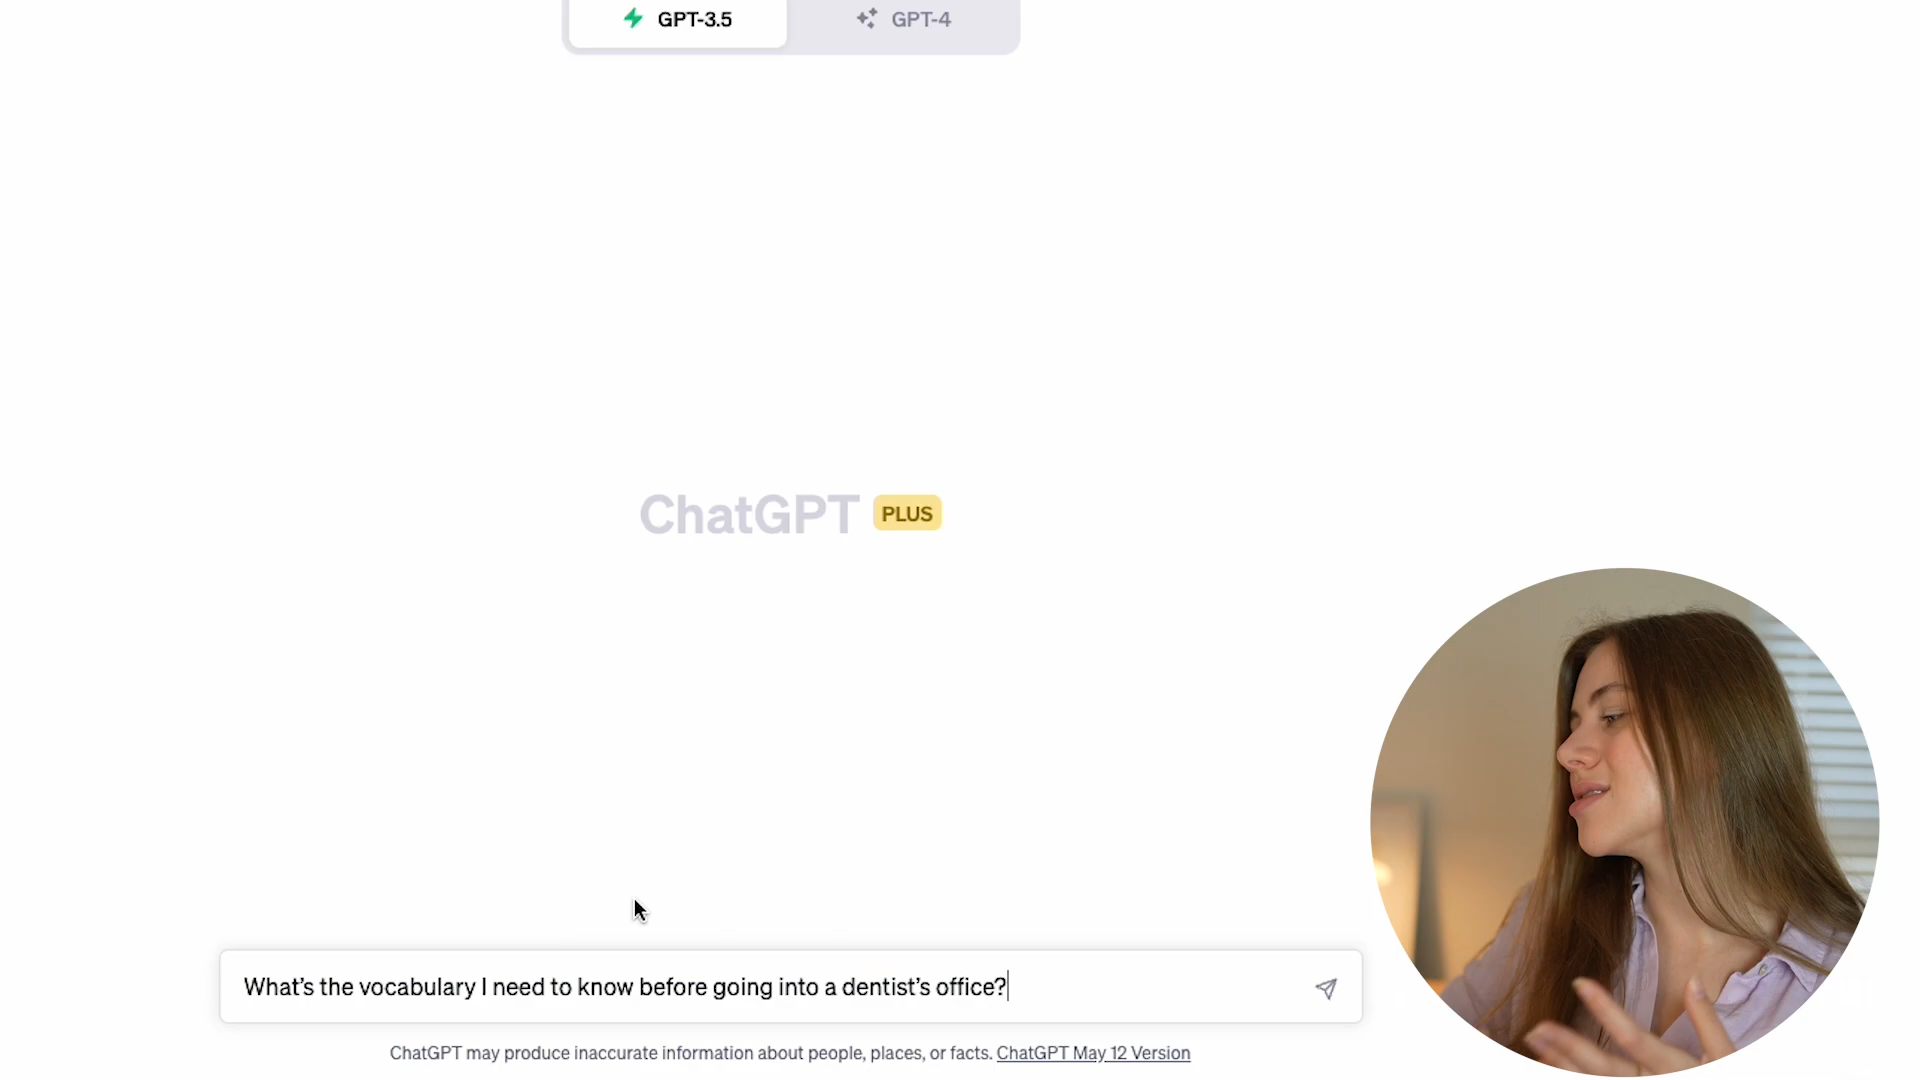 GPT-3.5
GPT-4
ChatGPT PLUS
What’s the vocabulary I need to know before going into a dentist’s office?
ChatGPT may produce inaccurate information about people, places, or facts. ChatGPT May 12 Version